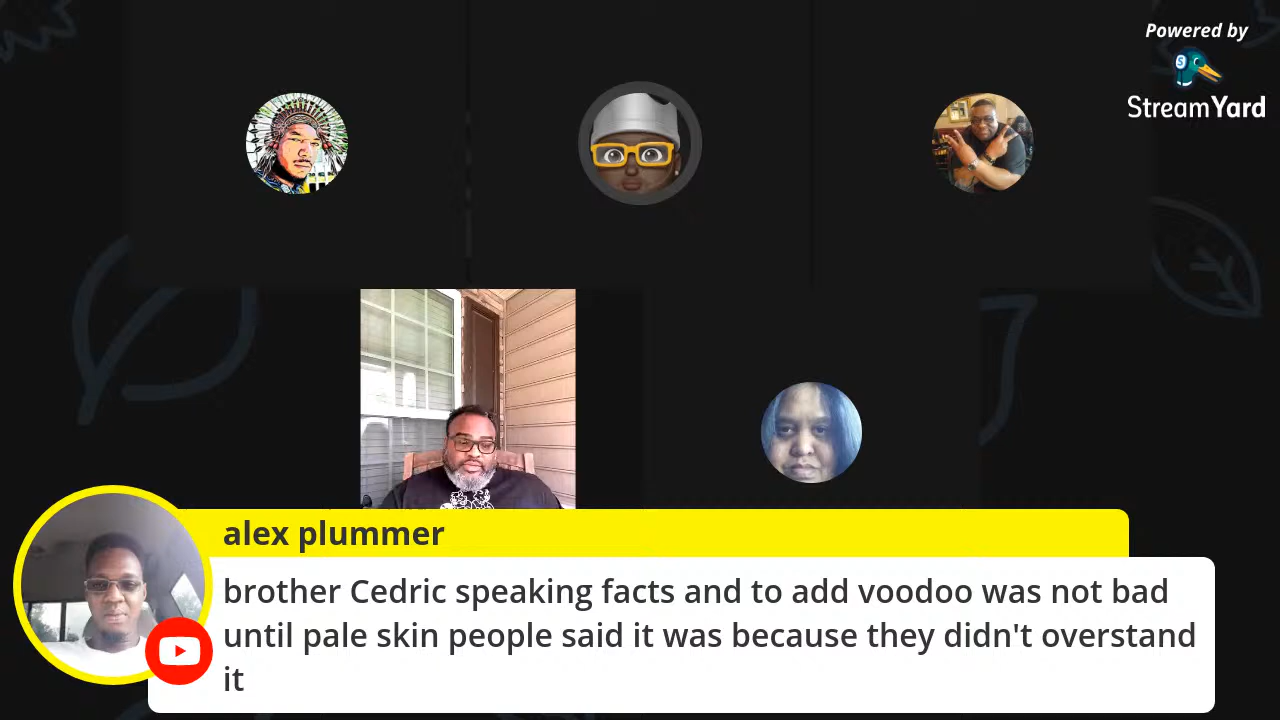 Powered by
StreamYard
alex plummer
brother Cedric speaking facts and to add voodoo was not bad
until pale skin people said it was because they didn't overstand
it